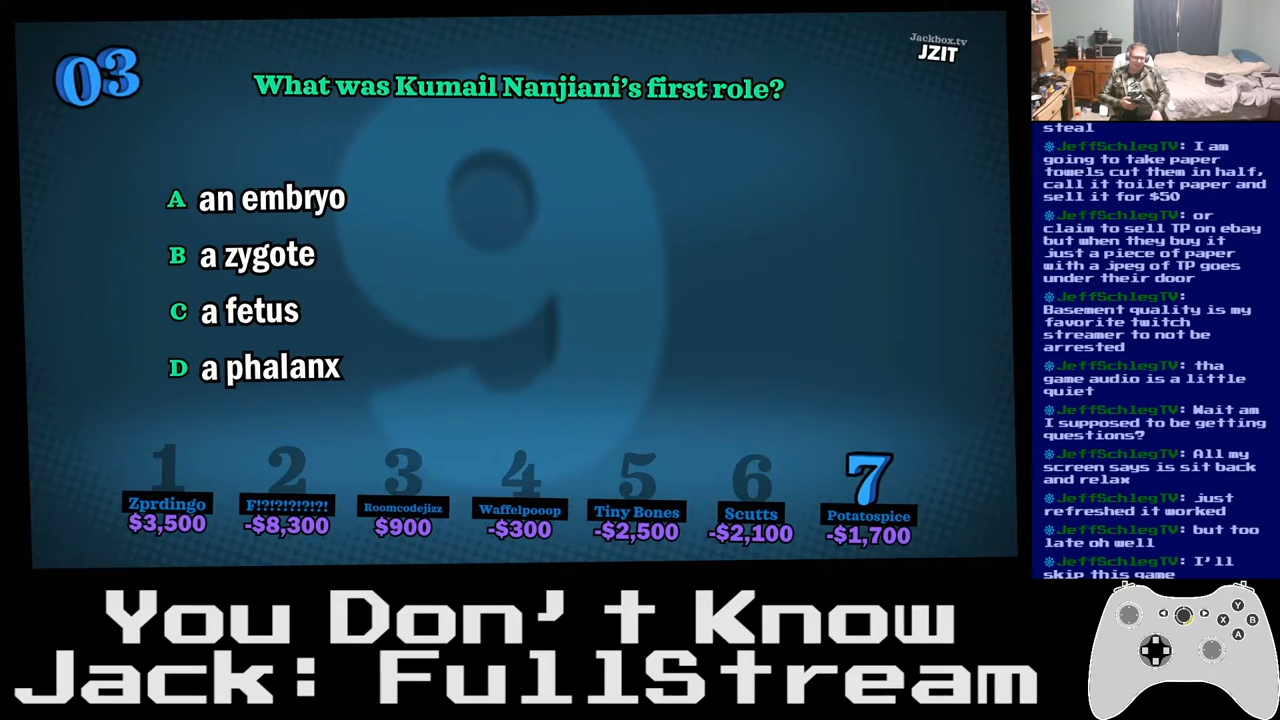 03
Jackbox.tv
JZIT
What was Kumail Nanjiani's first role?
9
A an embryo
B a zygote
C a fetus
D a phalanx
1 2 3 4 5 6 7
Zprdingo F!?!?!?!?! Roomcodejizz Waffelpooop Tiny Bones Scutts Potatospice
$3,500 -$8,300 $900 -$300 -$2,500 -$2,100 -$1,700
steal
JeffSchlegTV: I am
going to take paper
towels cut them in half,
call it toilet paper and
sell it for $50
JeffSchlegTV: or
claim to sell TP on ebay
but when they buy it
just a piece of paper
with a jpeg of TP goes
under their door
JeffSchlegTV:
Basement quality is my
favorite twitch
streamer to not be
arrested
JeffSchlegTV: tha
game audio is a little
quiet
JeffSchlegTV: Wait am
I supposed to be getting
questions?
JeffSchlegTV: All my
screen says is sit back
and relax
JeffSchlegTV: just
refreshed it worked
JeffSchlegTV: but too
late oh well
JeffSchlegTV: I'll
skip this game
You Don't Know
Jack: FullStream
Y
X B
A